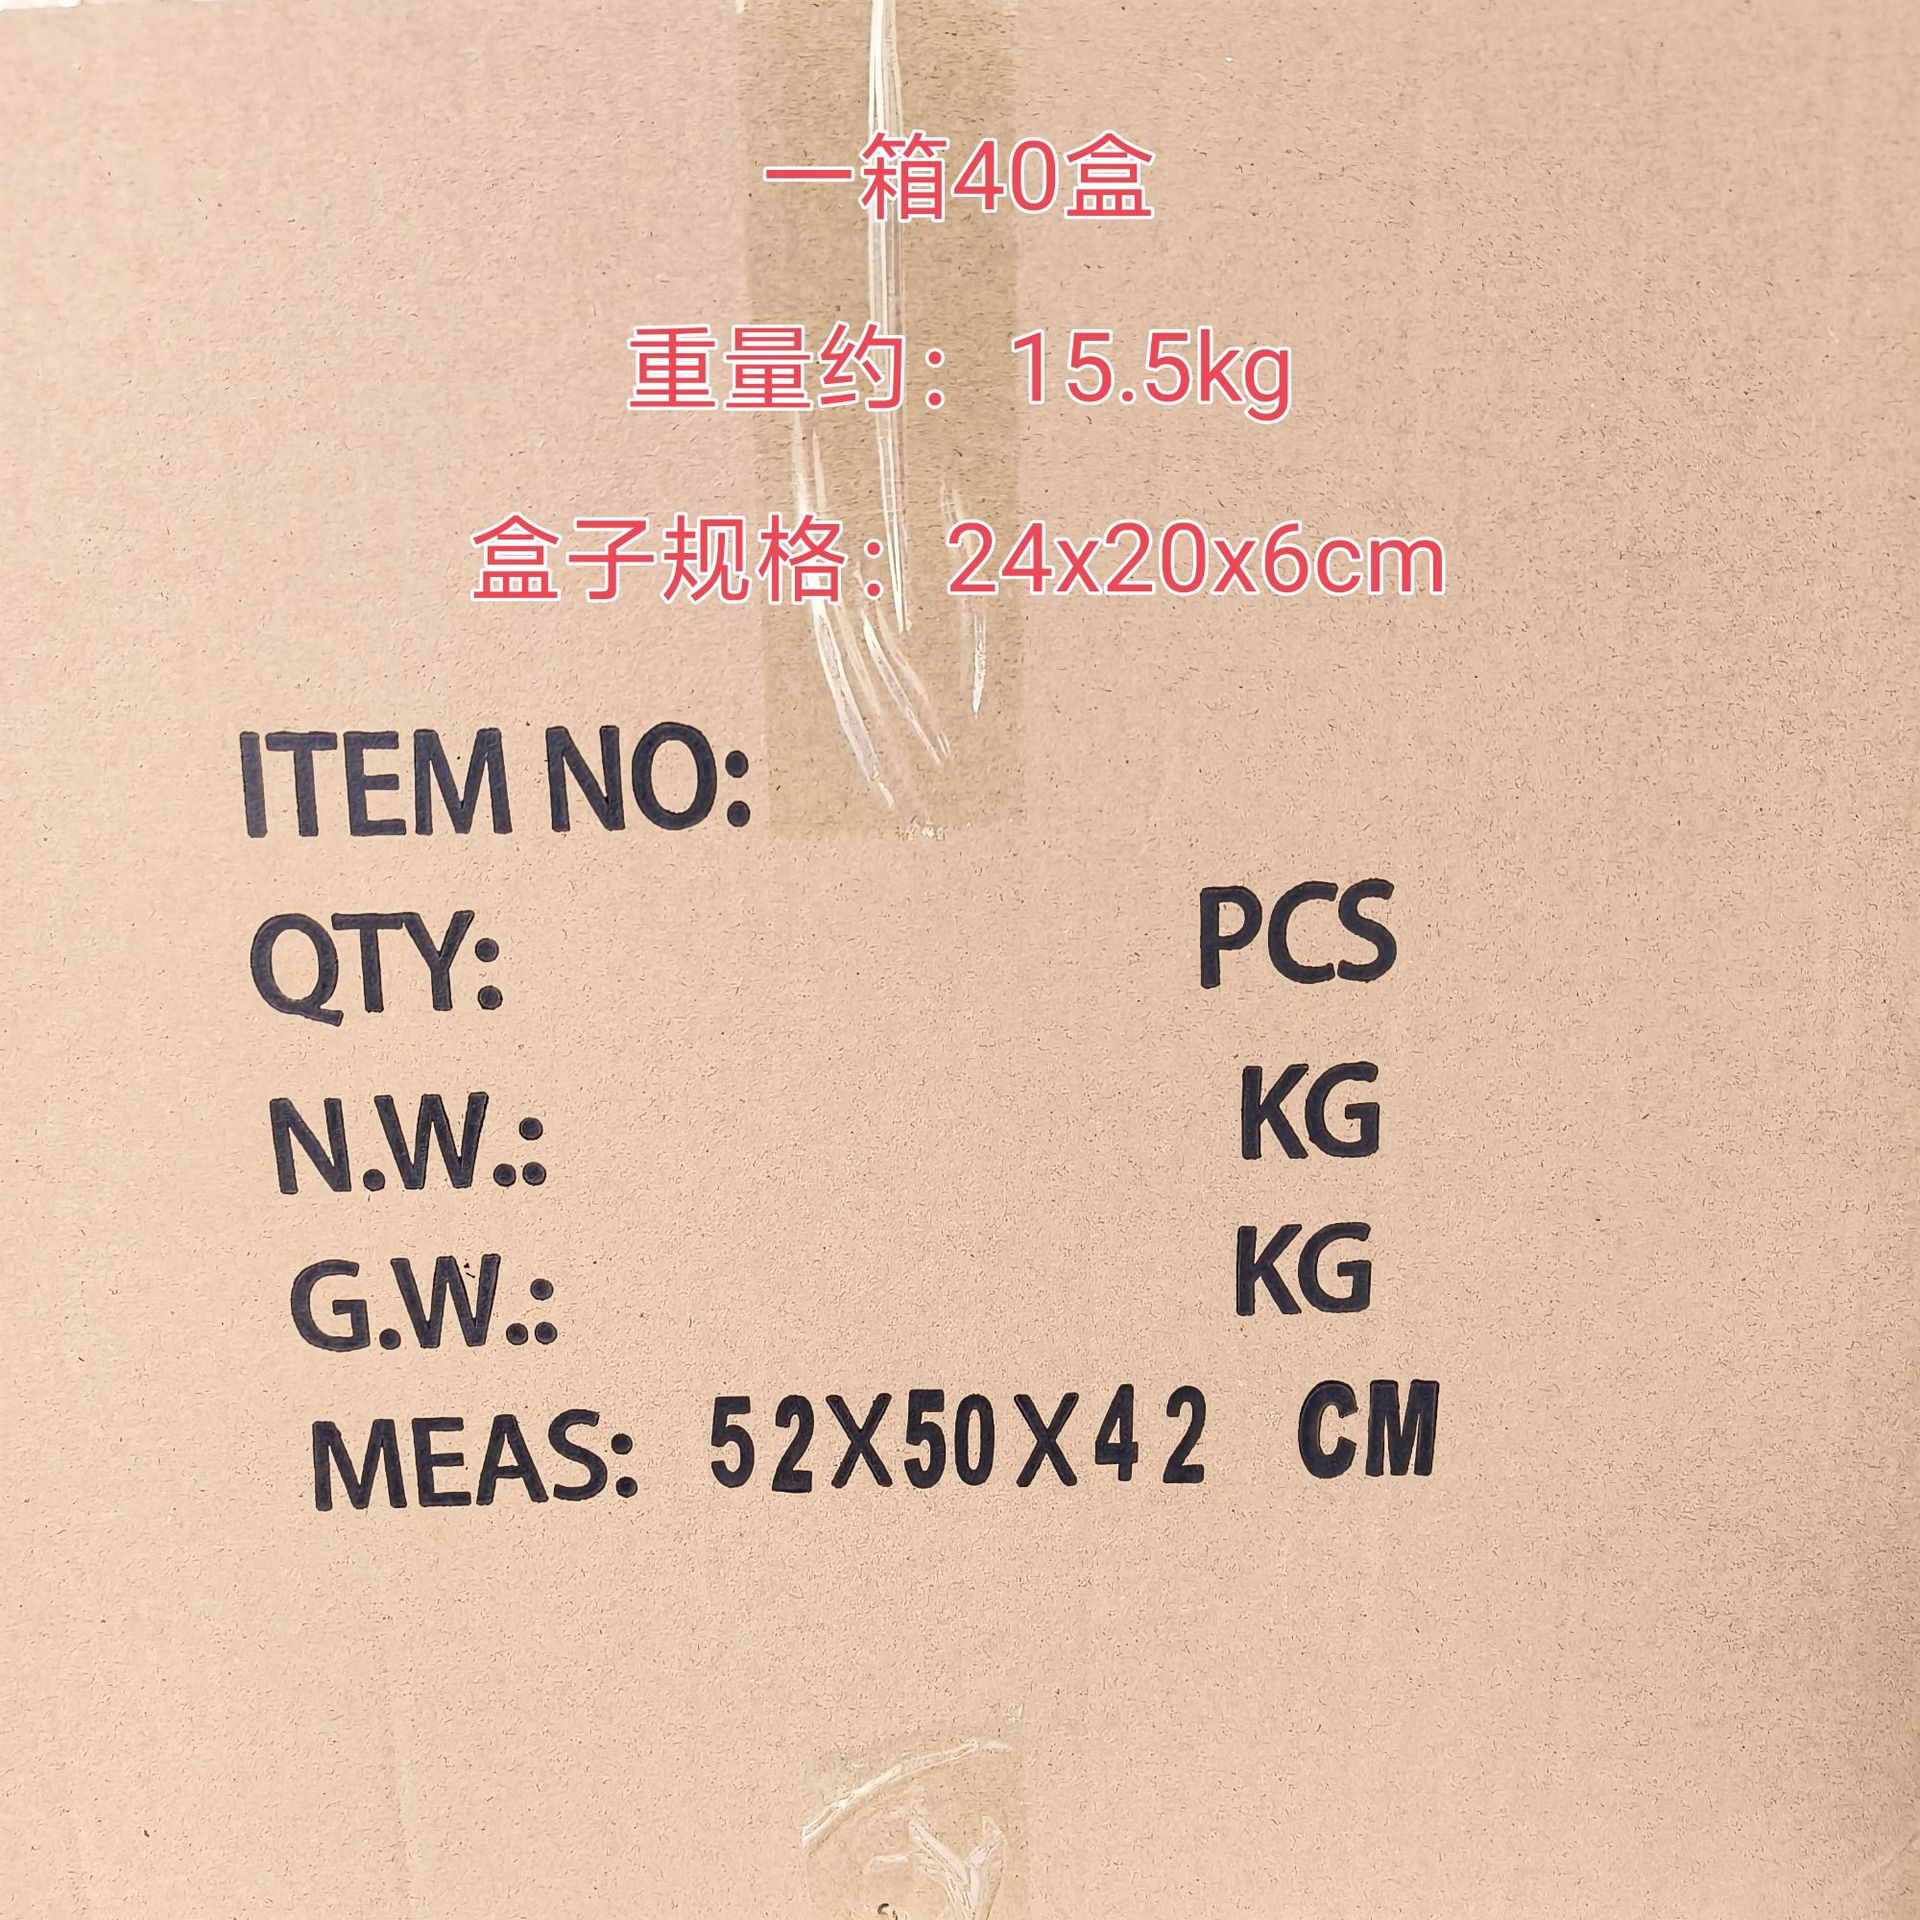 一箱40盒
重量约：15.5kg
盒子规格：24x20x6cm
ITEM NO:
QTY: PCS
N.W.: KG
G.W.: KG
MEAS: 52X50X42 CM